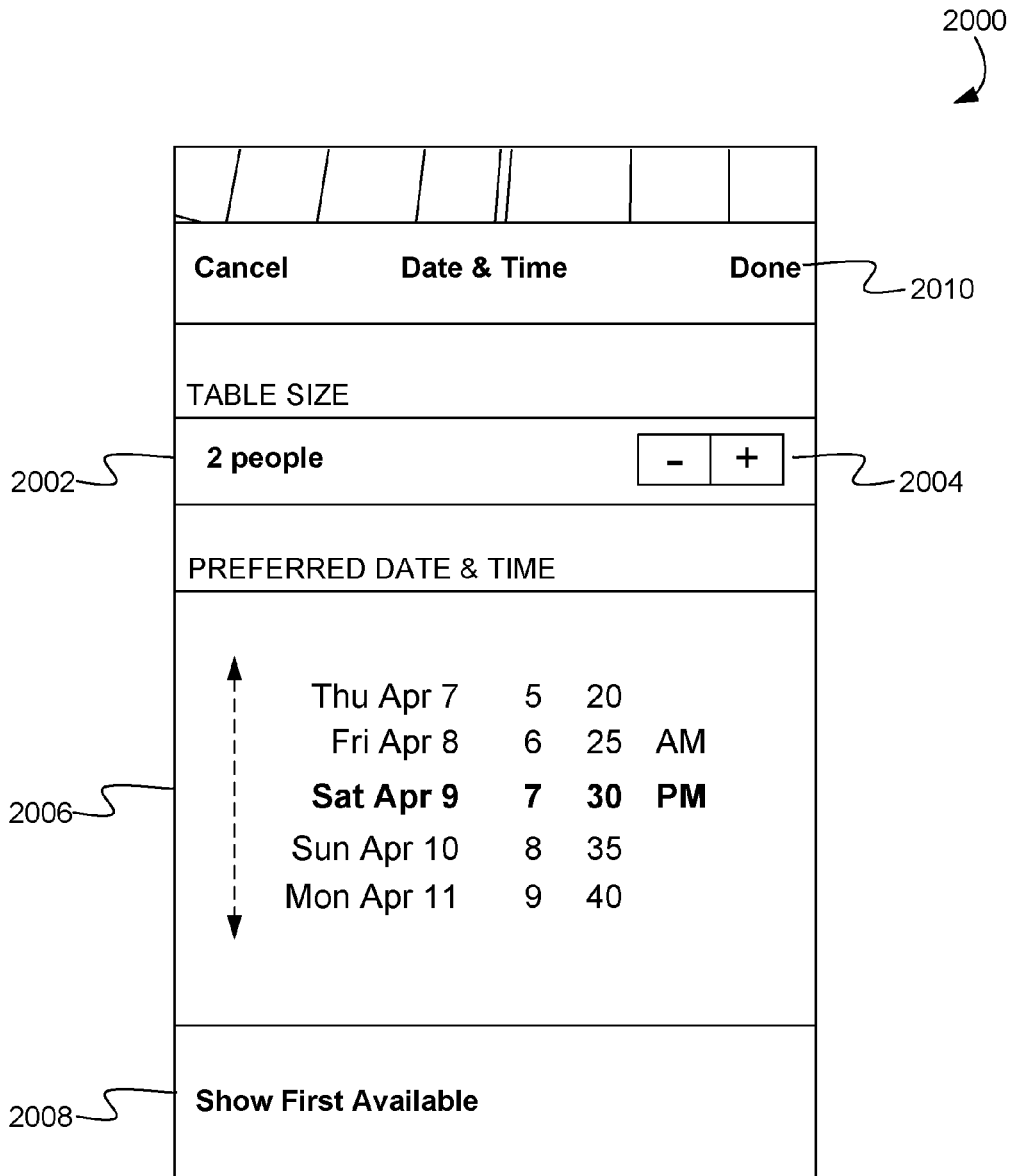 2000
Cancel Date & Time Done
2010
TABLE SIZE
2002 2 people - + 2004
PREFERRED DATE & TIME
Thu Apr 7 5 20
Fri Apr 8 6 25 AM
2006 Sat Apr 9 7 30 PM
Sun Apr 10 8 35
Mon Apr 11 9 40
2008 Show First Available